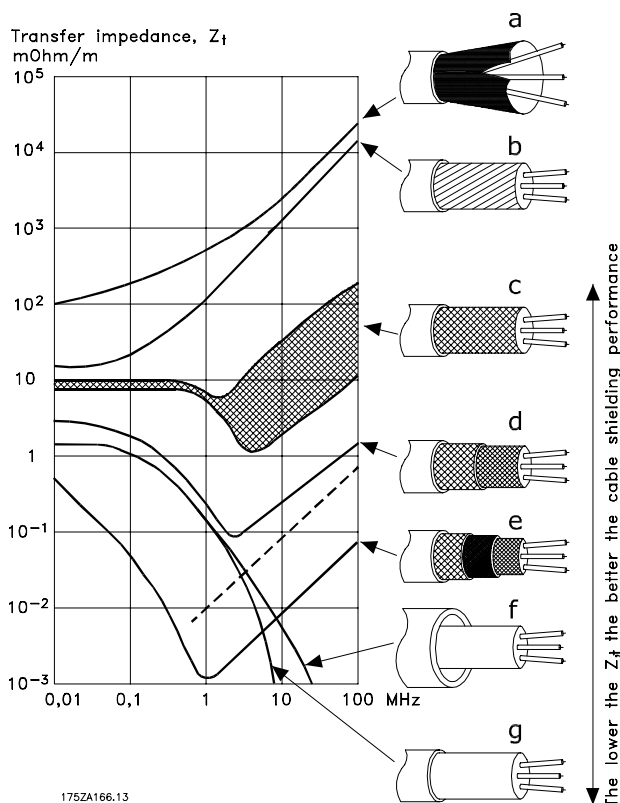 Transfer impedance, Zt
mOhm/m
10⁵
10⁴
10³
10²
10
1
10⁻¹
10⁻²
10⁻³
0,01 0,1 1 10 100 MHz
a
b
c
d
e
f
g
The lower the Zt the better the cable shielding performance
175ZA166.13